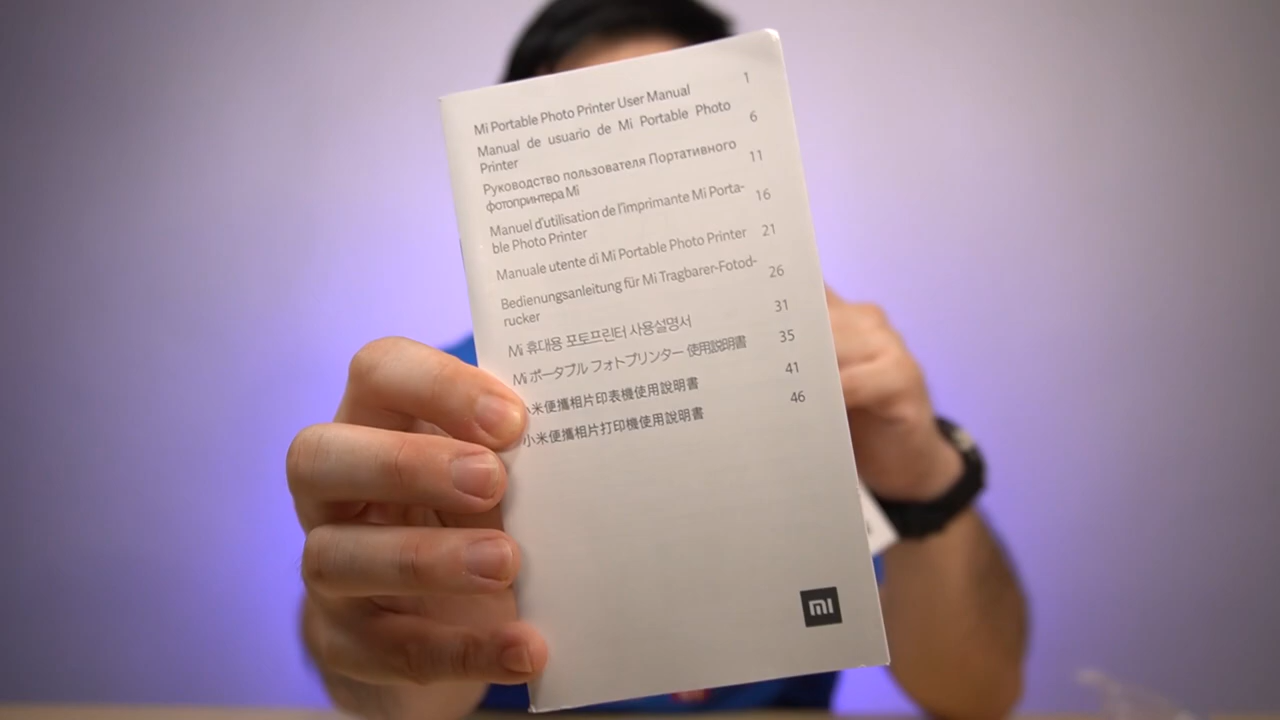 Mi Portable Photo Printer User Manual 1
Manual de usuario de Mi Portable Photo 6
Printer
Руководство пользователя Портативного 11
фотопринтера Mi
Manuel d'utilisation de l'imprimante Mi Porta- 16
ble Photo Printer
Manuale utente di Mi Portable Photo Printer 21
Bedienungsanleitung für Mi Tragbarer-Fotod- 26
rucker
Mi 휴대용 포토프린터 사용설명서 31
Mi ポータブル フォトプリンター 使用説明書 35
小米便攜相片印表機使用說明書 41
小米便攜相片打印機使用說明書 46
mi